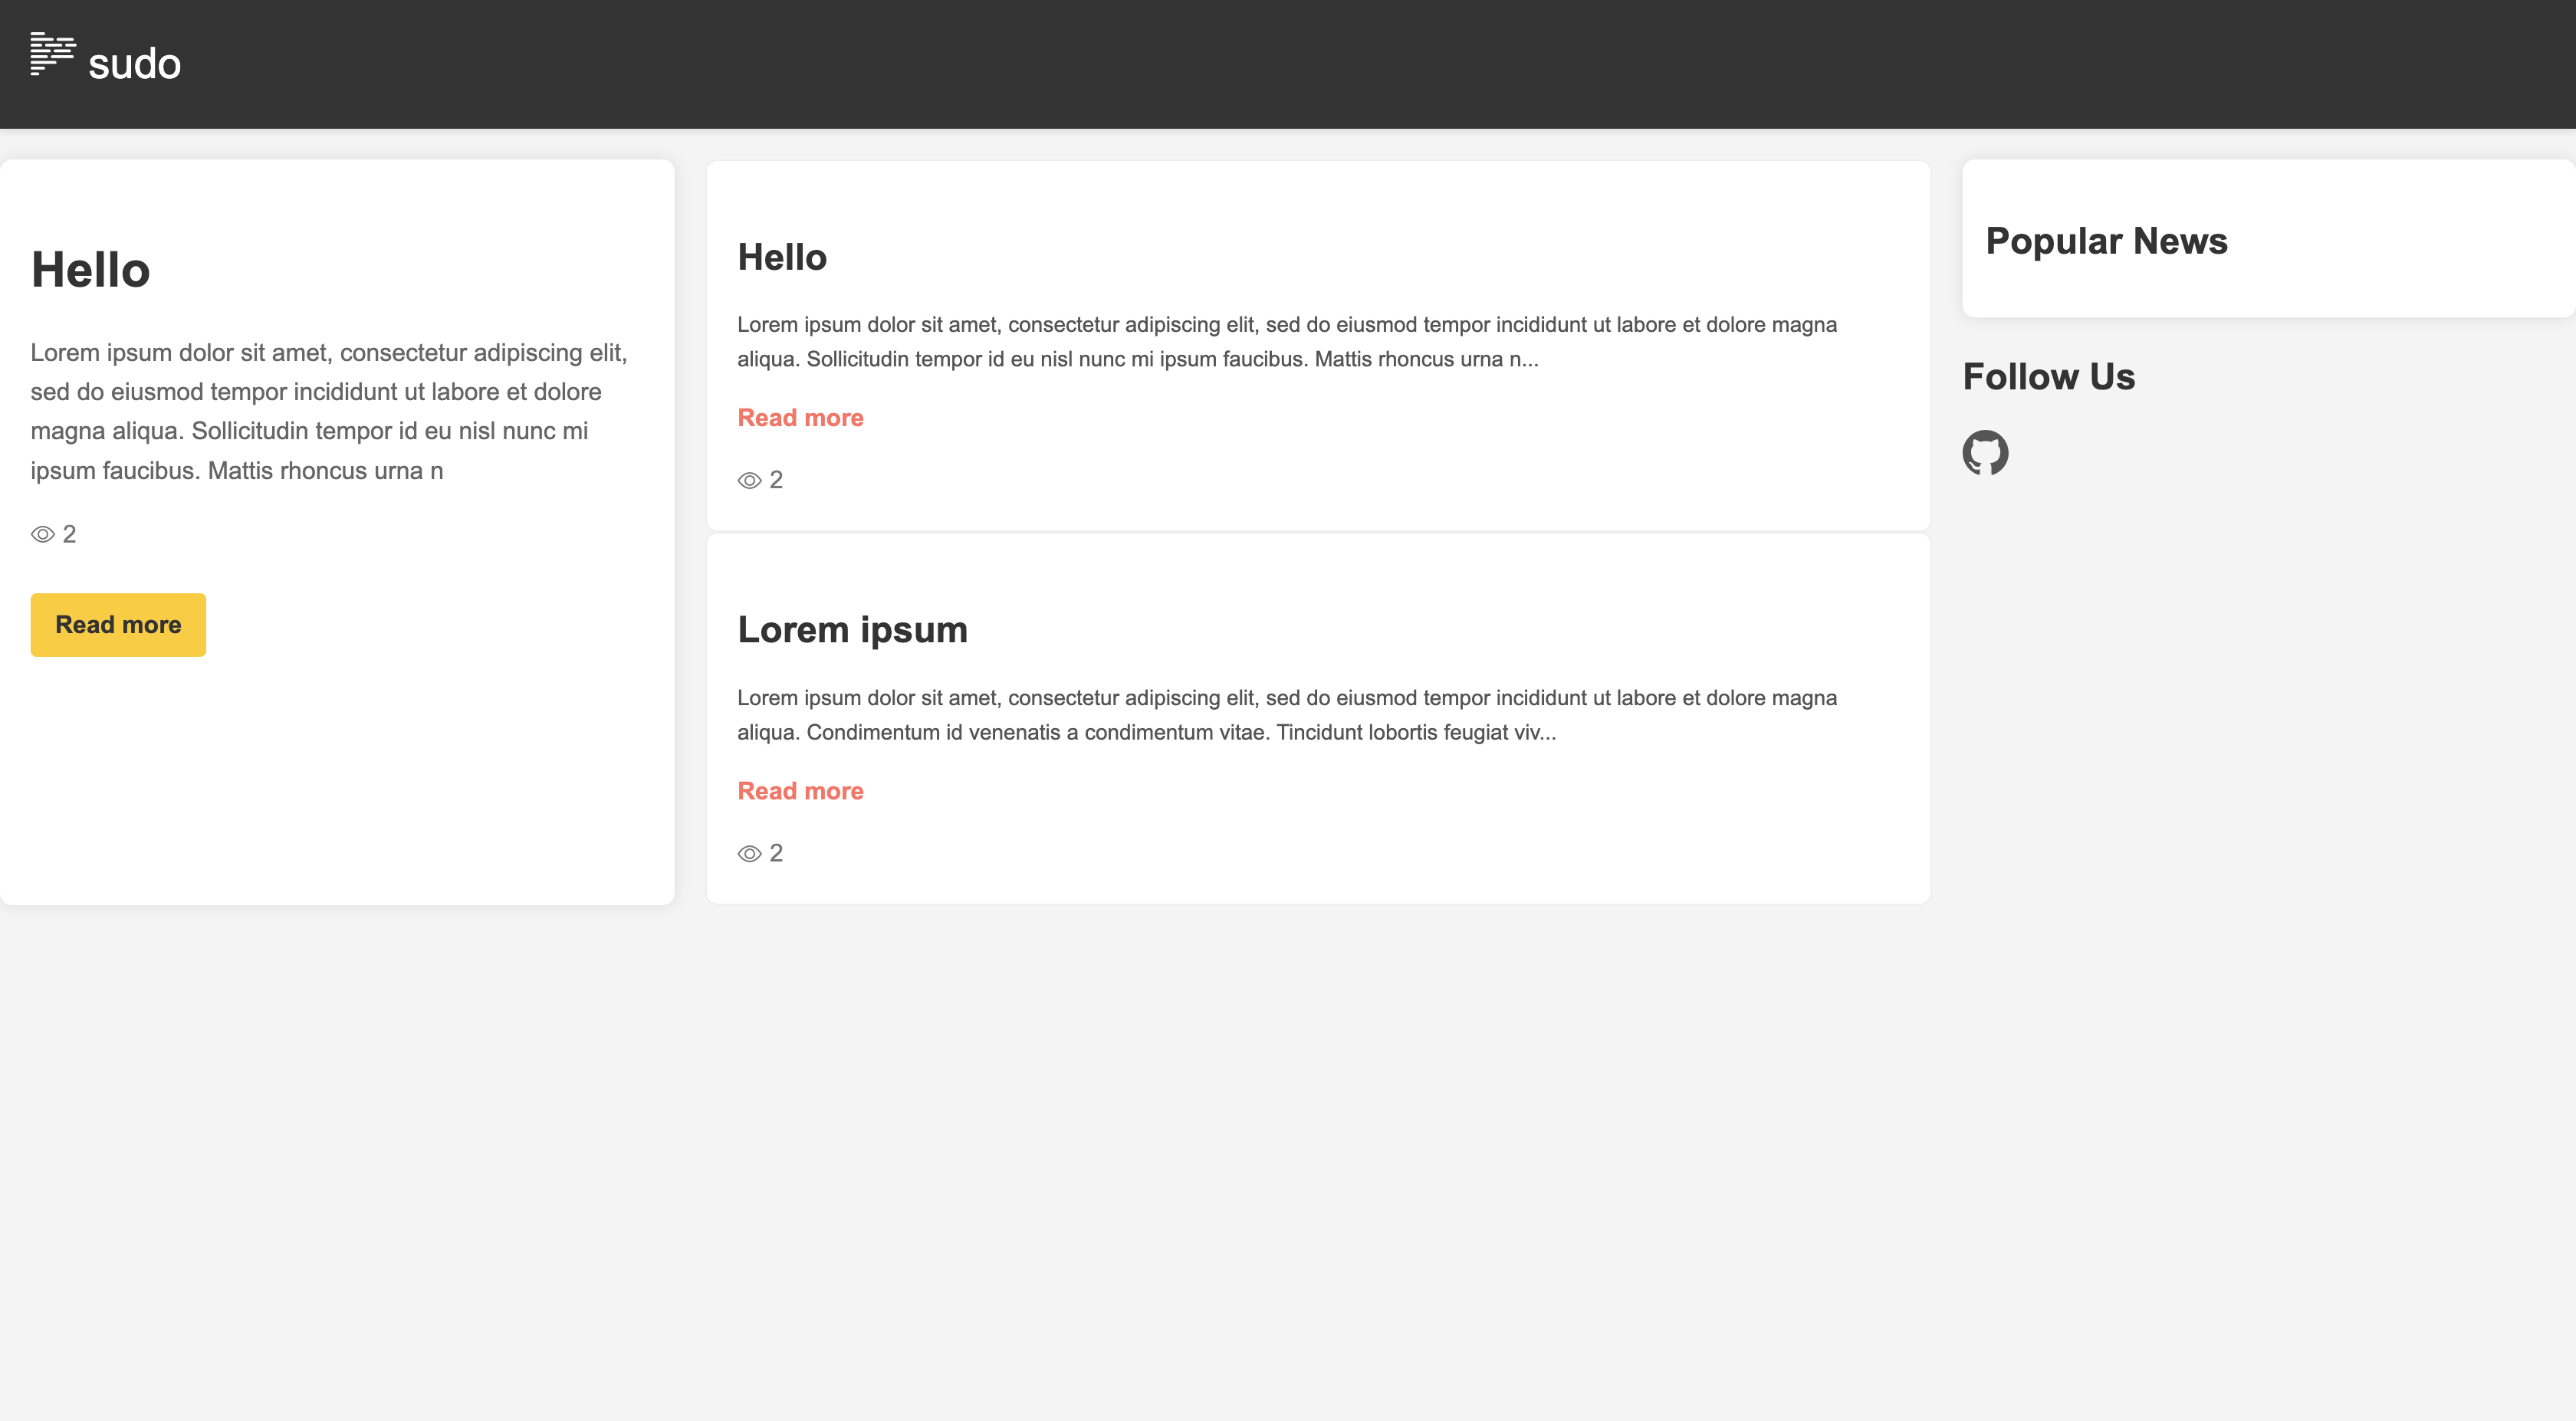 sudo
Hello
Lorem ipsum dolor sit amet, consectetur adipiscing elit,
sed do eiusmod tempor incididunt ut labore et dolore
magna aliqua. Sollicitudin tempor id eu nisl nunc mi
ipsum faucibus. Mattis rhoncus urna n
2
Read more
Hello
Lorem ipsum dolor sit amet, consectetur adipiscing elit, sed do eiusmod tempor incididunt ut labore et dolore magna
aliqua. Sollicitudin tempor id eu nisl nunc mi ipsum faucibus. Mattis rhoncus urna n...
Read more
2
Lorem ipsum
Lorem ipsum dolor sit amet, consectetur adipiscing elit, sed do eiusmod tempor incididunt ut labore et dolore magna
aliqua. Condimentum id venenatis a condimentum vitae. Tincidunt lobortis feugiat viv...
Read more
2
Popular News
Follow Us